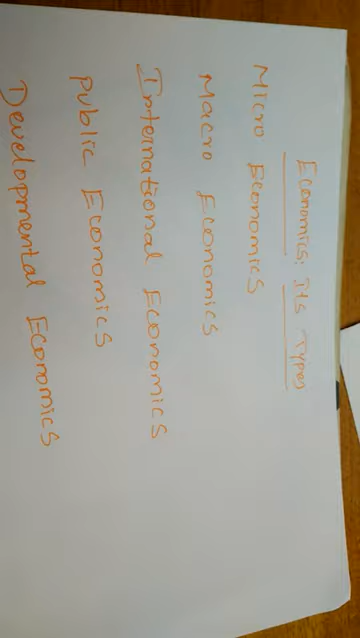 Economics: Its Types
Micro Economics
Macro Economics
International Economics
Public Economics
Developmental Economics